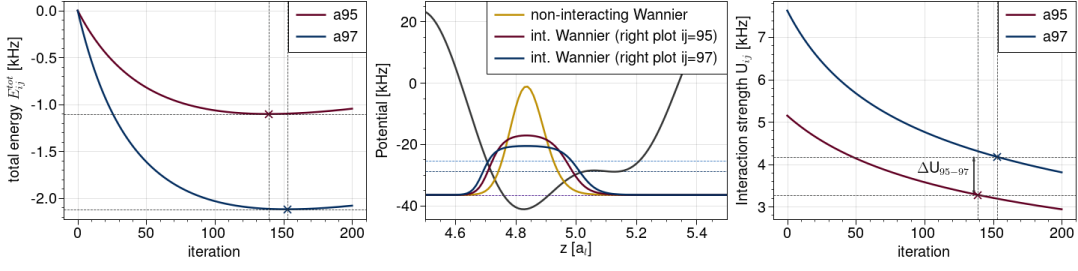 total energy E_ij^tot [kHz]
0.0
-0.5
-1.0
-1.5
-2.0
0
50
100
150
200
iteration
a95
a97
Potential [kHz]
20
0
-20
-40
4.6
4.8
5.0
5.2
5.4
z [a_l]
non-interacting Wannier
int. Wannier (right plot ij=95)
int. Wannier (right plot ij=97)
Interaction strength U_ij [kHz]
7
6
5
4
3
0
50
100
150
200
iteration
a95
a97
ΔU_95−97